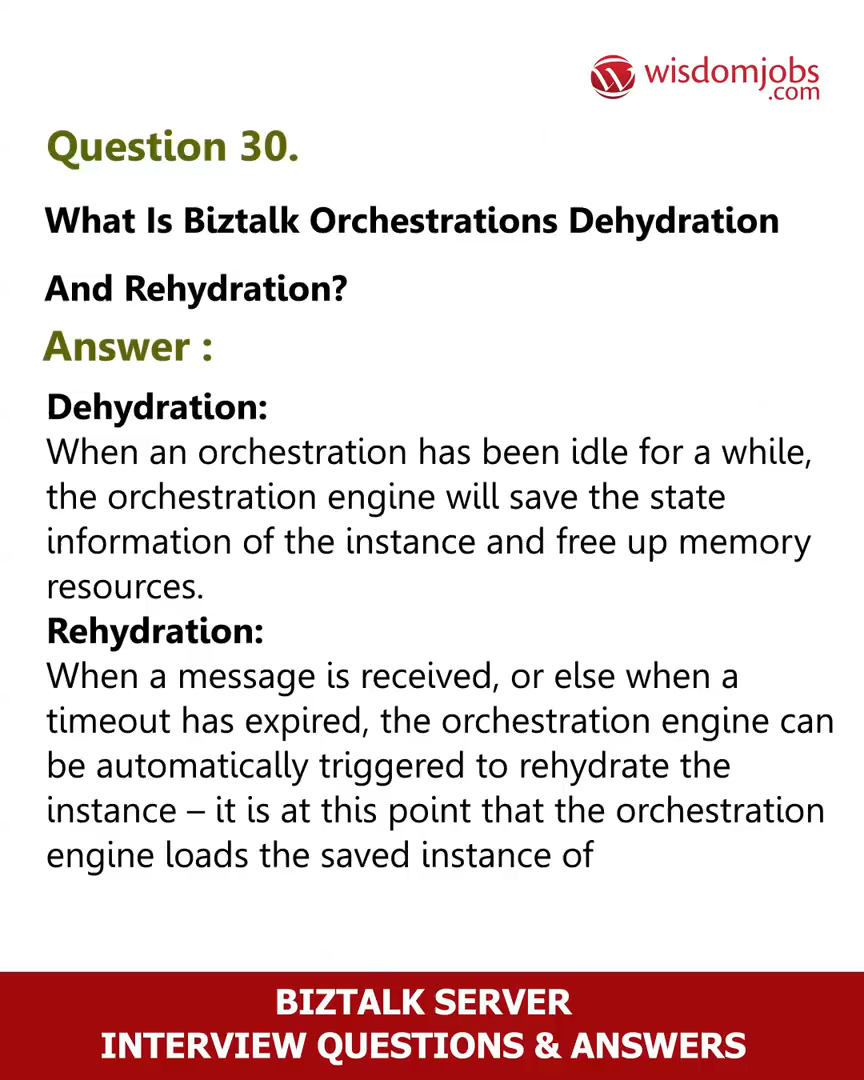 wisdomjobs
.com
Question 30.
What Is Biztalk Orchestrations Dehydration
And Rehydration?
Answer :
Dehydration:
When an orchestration has been idle for a while,
the orchestration engine will save the state
information of the instance and free up memory
resources.
Rehydration:
When a message is received, or else when a
timeout has expired, the orchestration engine can
be automatically triggered to rehydrate the
instance – it is at this point that the orchestration
engine loads the saved instance of
BIZTALK SERVER
INTERVIEW QUESTIONS & ANSWERS